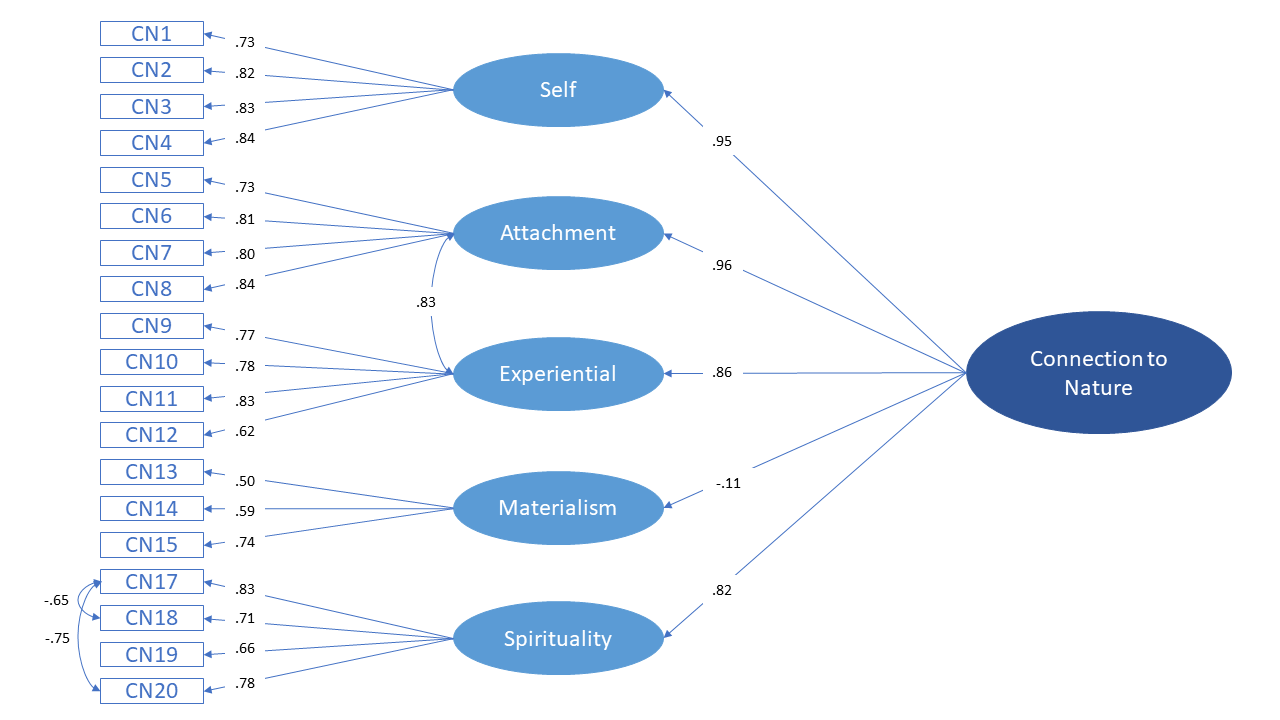 CN1
CN2
CN3
CN4
CN5
CN6
CN7
CN8
CN9
CN10
CN11
CN12
CN13
CN14
CN15
CN17
CN18
CN19
CN20
-.65
-.75
.73
.82
.83
.84
.73
.81
.80
.84
.77
.78
.83
.62
.50
.59
.74
.83
.71
.66
.78
.83
Self
Attachment
Experiential
Materialism
Spirituality
.95
.96
.86
-.11
.82
Connection to
Nature